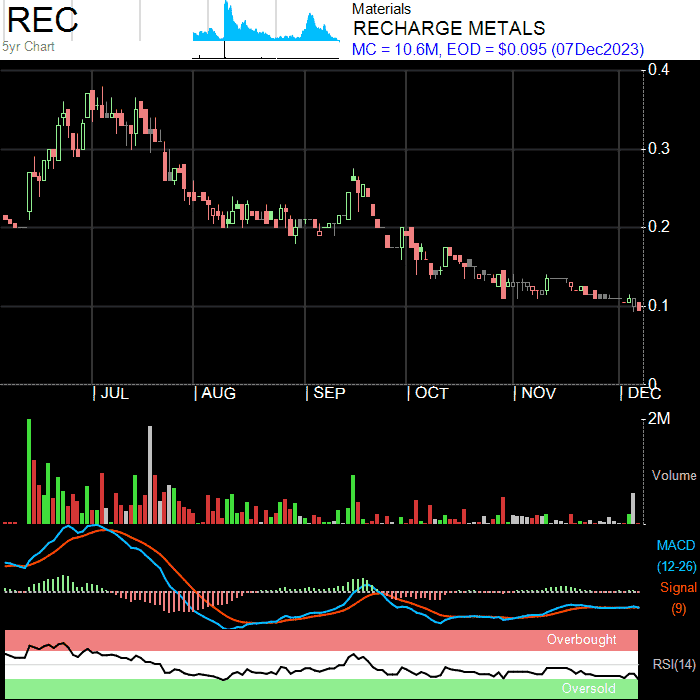 REC
5yr Chart
Materials
RECHARGE METALS
MC = 10.6M, EOD = $0.095 (07Dec2023)
0.4
0.3
0.2
0.1
0
JUL
AUG
SEP
OCT
NOV
DEC
2M
Volume
MACD
(12-26)
Signal
(9)
Overbought
RSI(14)
Oversold